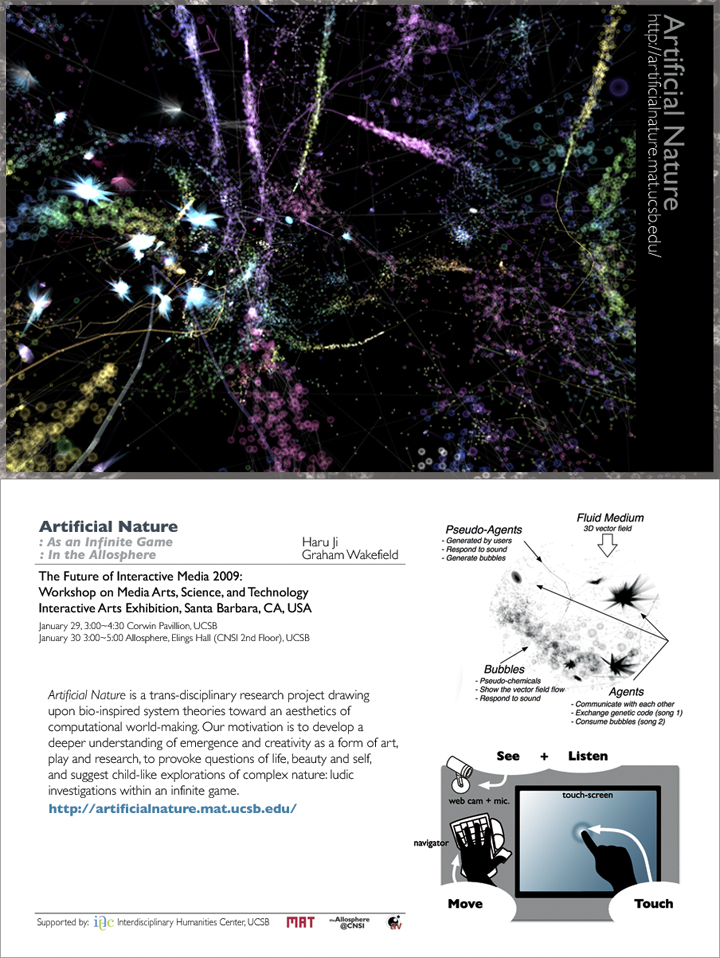 Artificial Nature
http://artificialnature.mat.ucsb.edu/
Artificial Nature
: As an Infinite Game
: In the Allosphere
Haru Ji
Graham Wakefield
The Future of Interactive Media 2009:
Workshop on Media Arts, Science, and Technology
Interactive Arts Exhibition, Santa Barbara, CA, USA
January 29, 3:00~4:30 Corwin Pavillion, UCSB
January 30 3:00~5:00 Allosphere, Elings Hall (CNSI 2nd Floor), UCSB
Artificial Nature is a trans-disciplinary research project drawing
upon bio-inspired system theories toward an aesthetics of
computational world-making. Our motivation is to develop a
deeper understanding of emergence and creativity as a form of art,
play and research, to provoke questions of life, beauty and self,
and suggest child-like explorations of complex nature: ludic
investigations within an infinite game.
http://artificialnature.mat.ucsb.edu/
Fluid Medium
3D vector field
Pseudo-Agents
- Generated by users
- Respond to sound
- Generate bubbles
Bubbles
- Pseudo-chemicals
- Show the vector field flow
- Respond to sound
Agents
- Communicate with each other
- Exchange genetic code (song 1)
- Consume bubbles (song 2)
See + Listen
web cam + mic.
touch-screen
navigator
Move
Touch
Supported by:
Interdisciplinary Humanities Center, UCSB
MAT
theAllosphere
@CNSI